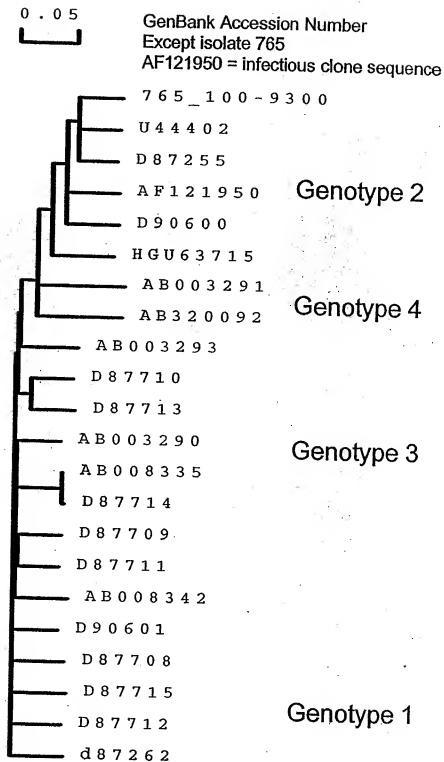 0.05
GenBank Accession Number
Except isolate 765
AF121950 = infectious clone sequence
765_100-9300
U44402
D87255
AF121950
Genotype 2
D90600
HGU63715
AB003291
Genotype 4
AB320092
AB003293
D87710
D87713
AB003290
Genotype 3
AB008335
D87714
D87709
D87711
AB008342
D90601
D87708
D87715
Genotype 1
D87712
d87262